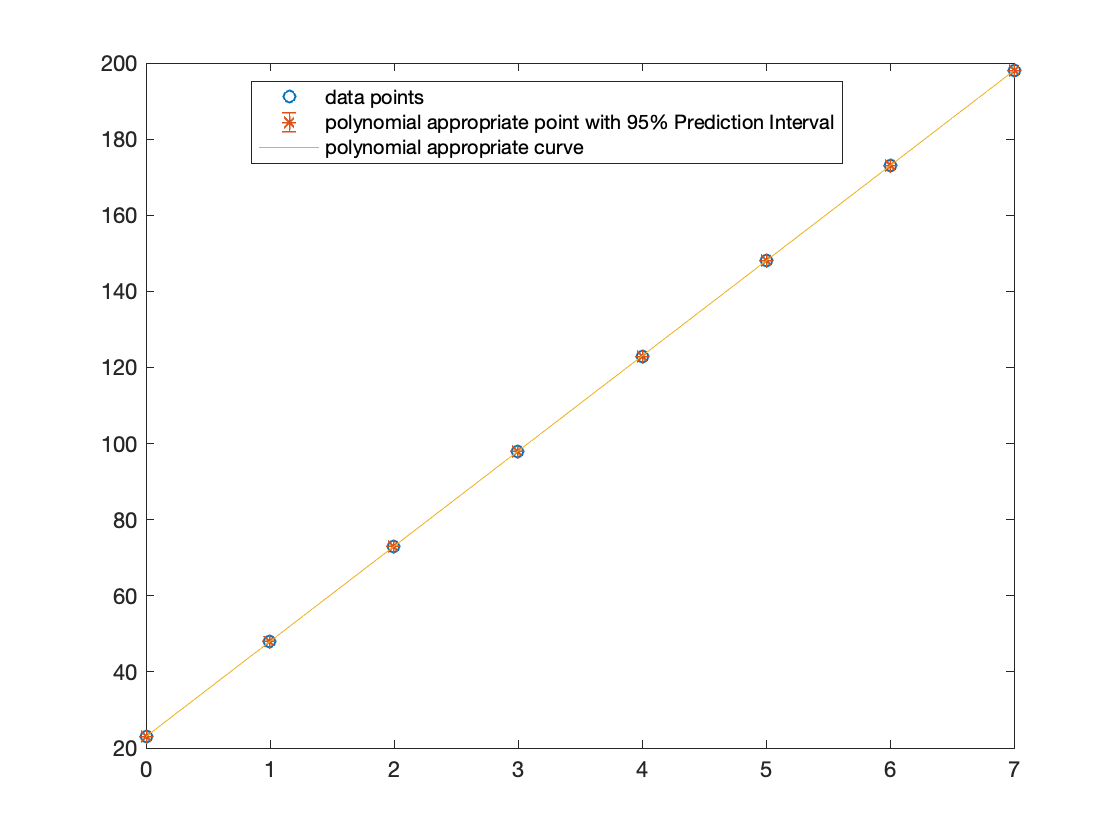 200
180
160
140
120
100
80
60
40
20
data points
polynomial appropriate point with 95% Prediction Interval
polynomial appropriate curve
0 1 2 3 4 5 6 7